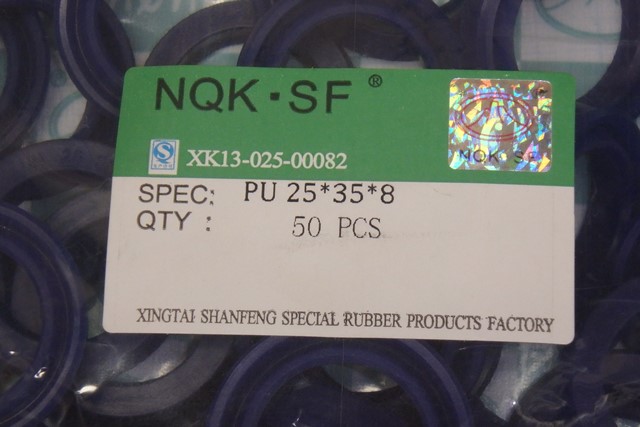 NQK·SF®
XK13-025-00082
NQK·SF
SPEC: PU 25*35*8
QTY : 50 PCS
XINGTAI SHANFENG SPECIAL RUBBER PRODUCTS FACTORY